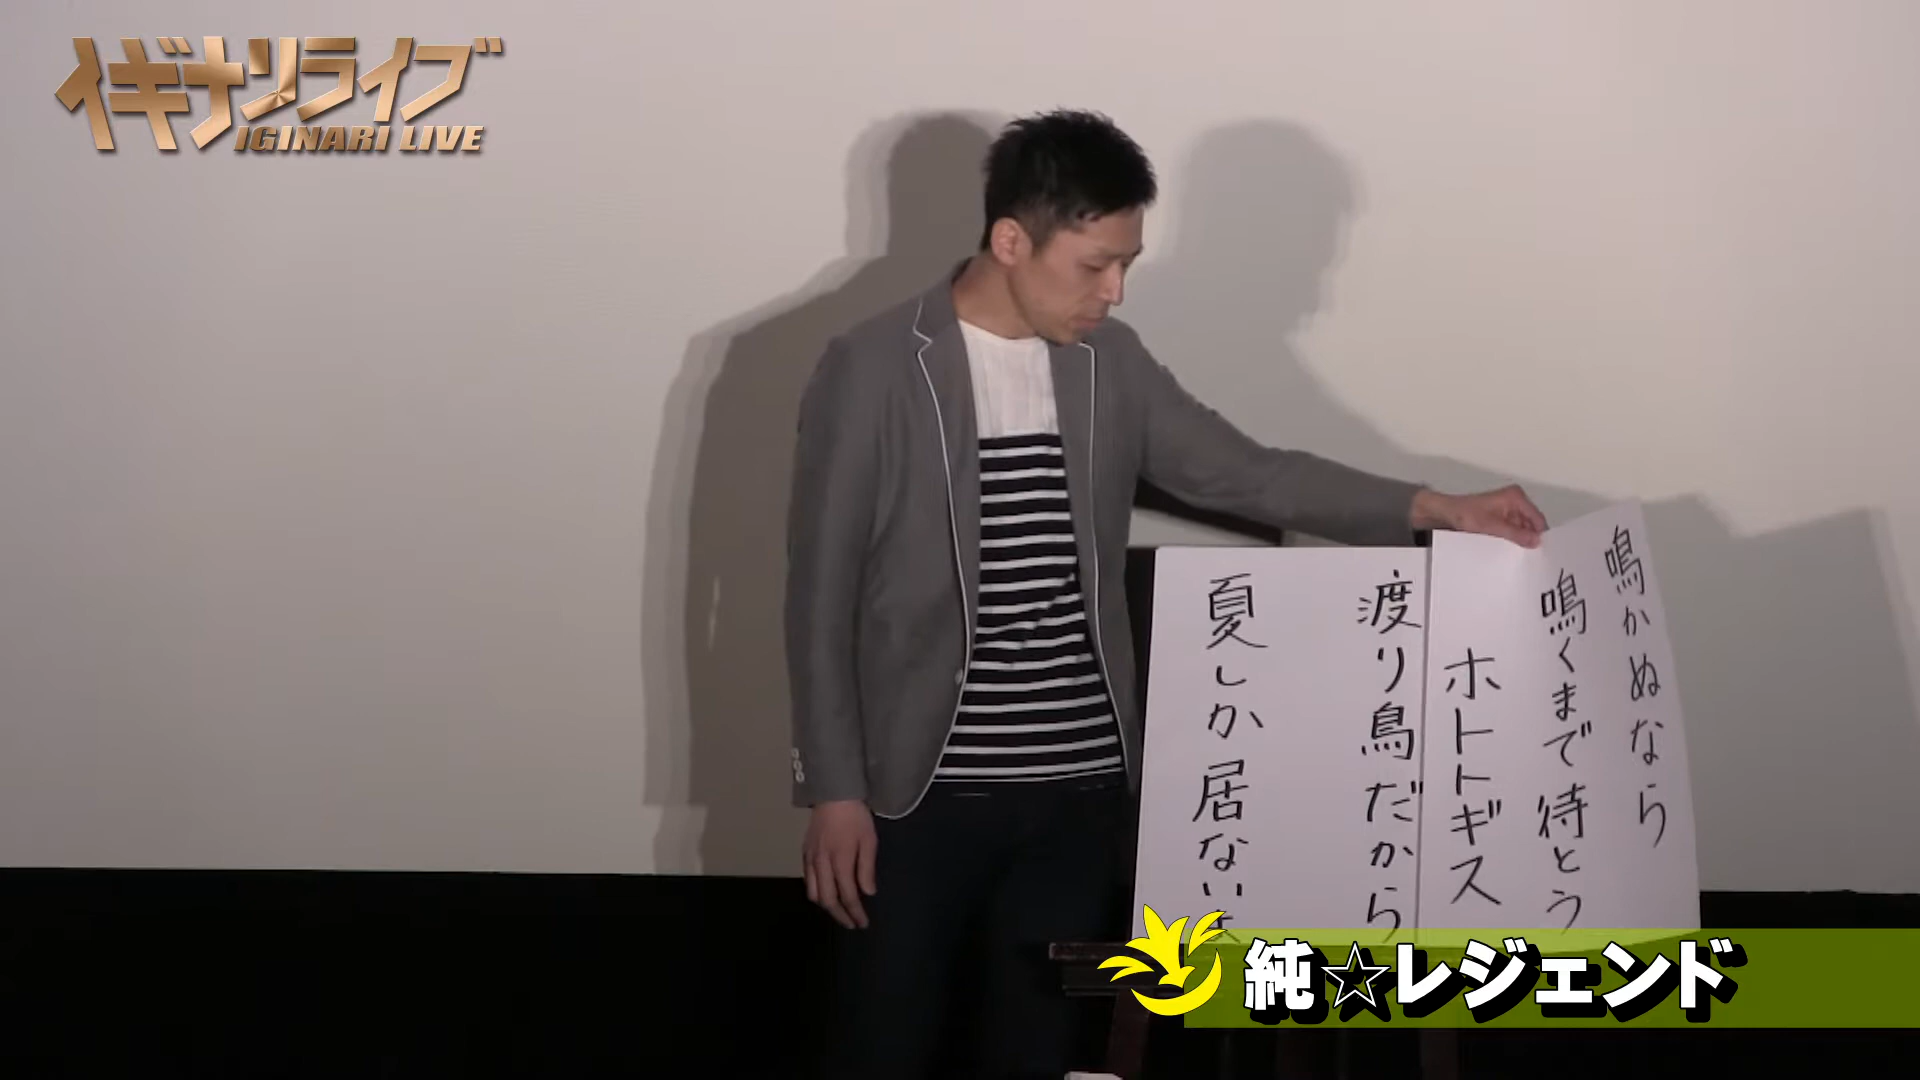 イギナリライブ
IGINARI LIVE
鳴かぬなら
鳴くまで待とう
ホトトギス
渡り鳥だから
夏しか居ないよ
純☆レジェンド